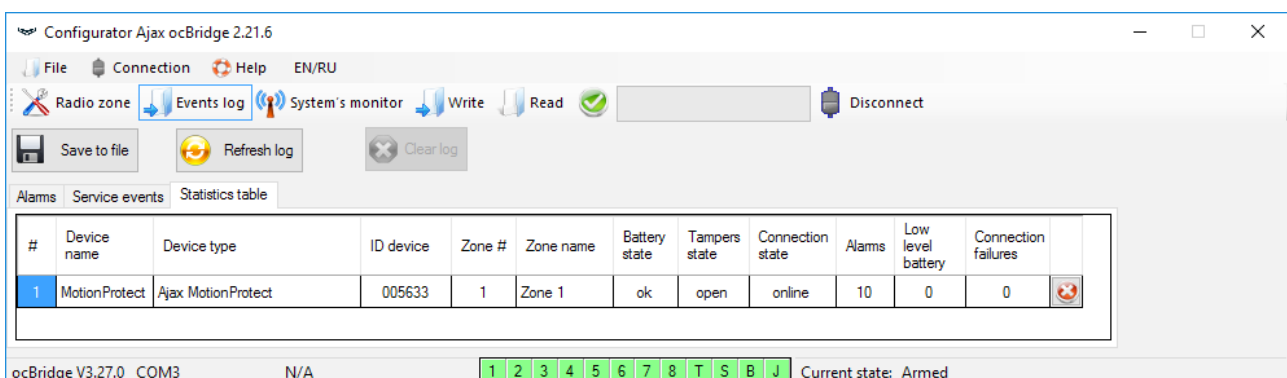 Configurator Ajax ocBridge 2.21.6
File Connection Help EN/RU
Radio zone Events log System's monitor Write Read Disconnect
Save to file Refresh log Clear log
Alarms Service events Statistics table
# Device name Device type ID device Zone # Zone name Battery state Tampers state Connection state Alarms Low level battery Connection failures
1 MotionProtect Ajax MotionProtect 005633 1 Zone 1 ok open online 10 0 0
ocBridge V3.27.0 COM3 N/A 1 2 3 4 5 6 7 8 T S B J Current state: Armed